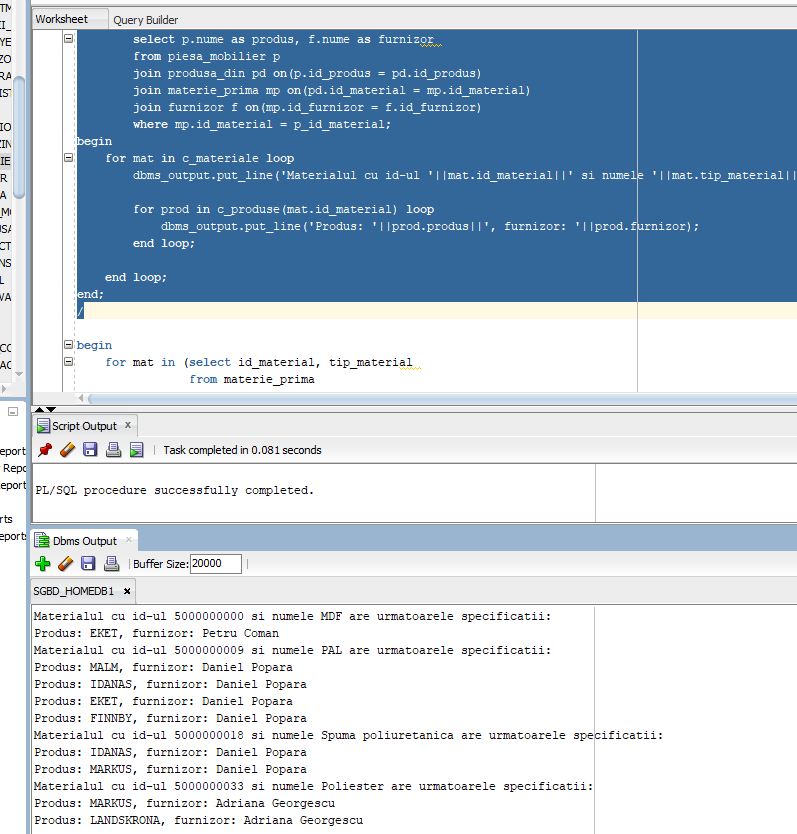 Worksheet Query Builder
select p.nume as produs, f.nume as furnizor
from piesa_mobilier p
join produsa_din pd on(p.id_produs = pd.id_produs)
join materie_prima mp on(pd.id_material = mp.id_material)
join furnizor f on(mp.id_furnizor = f.id_furnizor)
where mp.id_material = p_id_material;
begin
for mat in c_materiale loop
dbms_output.put_line('Materialul cu id-ul '||mat.id_material||' si numele '||mat.tip_material||
for prod in c_produse(mat.id_material) loop
dbms_output.put_line('Produs: '||prod.produs||', furnizor: '||prod.furnizor);
end loop;
end loop;
end;
/
begin
for mat in (select id_material, tip_material
from materie_prima
Script Output x
Task completed in 0.081 seconds
PL/SQL procedure successfully completed.
Dbms Output x
Buffer Size: 20000
SGBD_HOMEDB1 x
Materialul cu id-ul 5000000000 si numele MDF are urmatoarele specificatii:
Produs: EKET, furnizor: Petru Coman
Materialul cu id-ul 5000000009 si numele PAL are urmatoarele specificatii:
Produs: MALM, furnizor: Daniel Popara
Produs: IDANAS, furnizor: Daniel Popara
Produs: EKET, furnizor: Daniel Popara
Produs: FINNBY, furnizor: Daniel Popara
Materialul cu id-ul 5000000018 si numele Spuma poliuretanica are urmatoarele specificatii:
Produs: IDANAS, furnizor: Daniel Popara
Produs: MARKUS, furnizor: Daniel Popara
Materialul cu id-ul 5000000033 si numele Poliester are urmatoarele specificatii:
Produs: MARKUS, furnizor: Adriana Georgescu
Produs: LANDSKRONA, furnizor: Adriana Georgescu